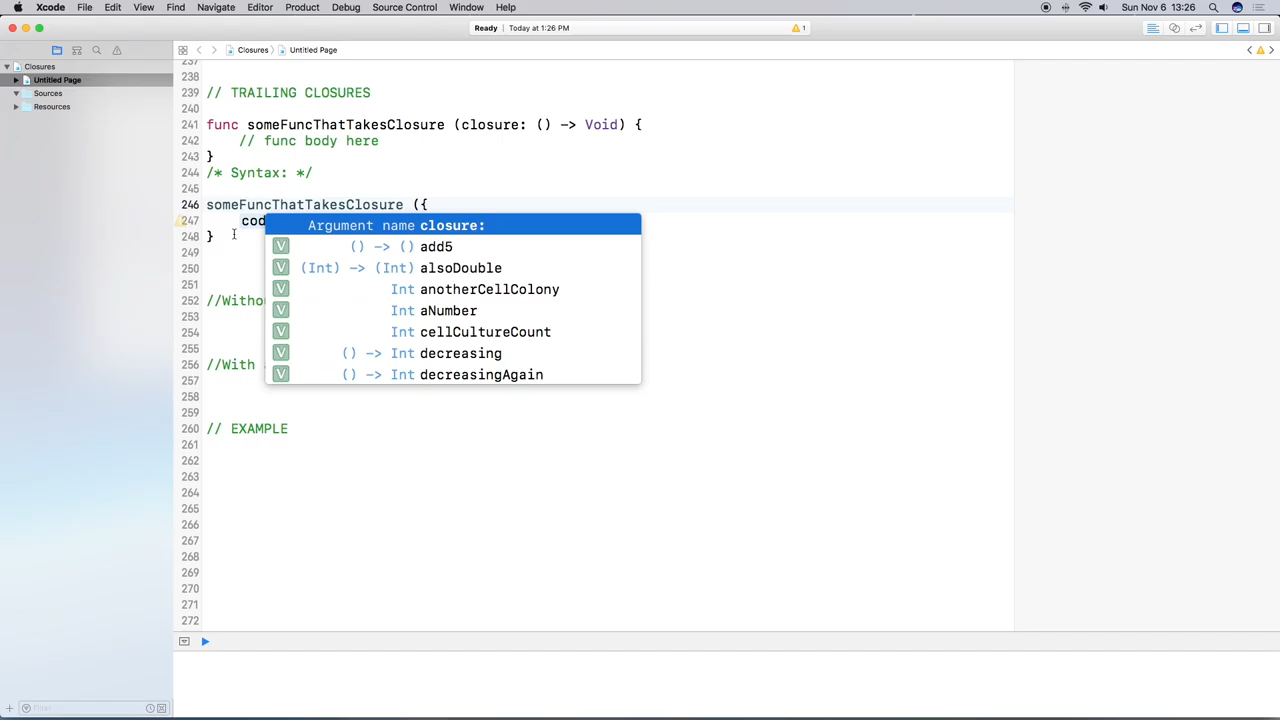 Xcode File Edit View Find Navigate Editor Product Debug Source Control Window Help Sun Nov 6 13:26
Ready Today at 1:26 PM 1
Closures Untitled Page
Closures
Untitled Page
Sources
Resources
237
238
239 // TRAILING CLOSURES
240
241 func someFuncThatTakesClosure (closure: () -> Void) {
242 // func body here
243 }
244 /* Syntax: */
245
246 someFuncThatTakesClosure ({
247 cod
248 }
249
250
251
252 //Witho
253
254
255
256 //With
257
258
259
260 // EXAMPLE
261
262
263
264
265
266
267
268
269
270
271
272
Argument name closure:
V () -> () add5
V (Int) -> (Int) alsoDouble
V Int anotherCellColony
V Int aNumber
V Int cellCultureCount
V () -> Int decreasing
V () -> Int decreasingAgain
Filter